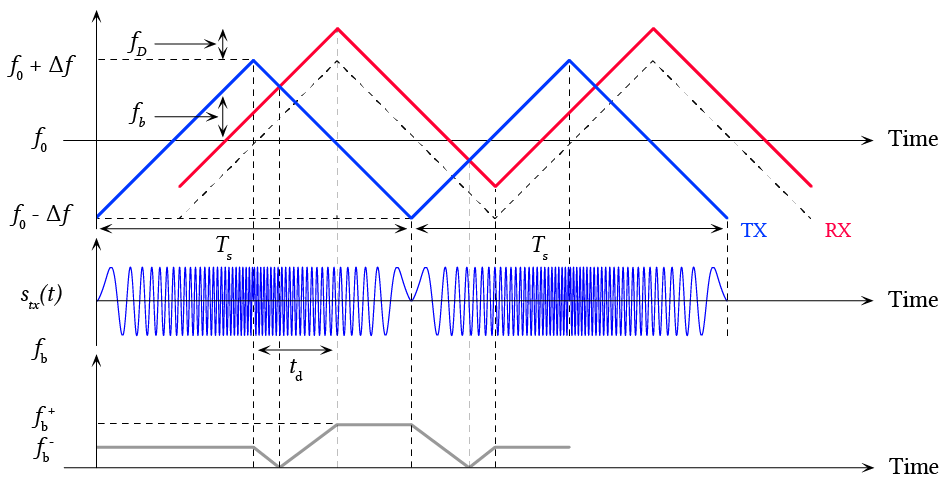 f_D
f_0 + Δf
f_b
f_0
Time
f_0 - Δf
T_s
T_s
TX
RX
s_tx(t)
Time
f_b
t_d
f_b^+
f_b^-
Time